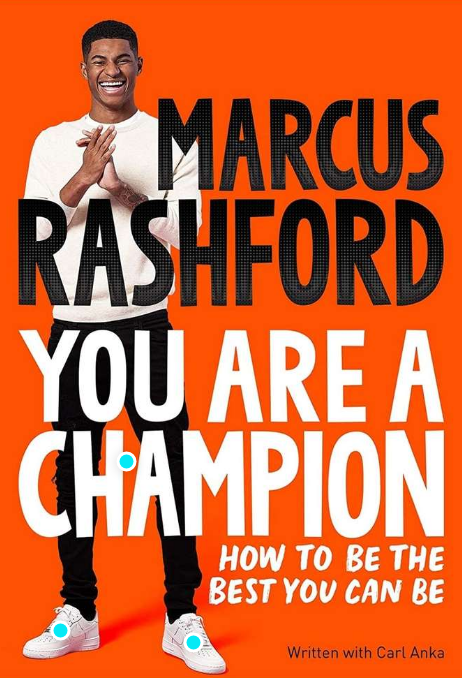 MARCUS
RASHFORD
YOU ARE A
CHAMPION
HOW TO BE THE
BEST YOU CAN BE
Written with Carl Anka